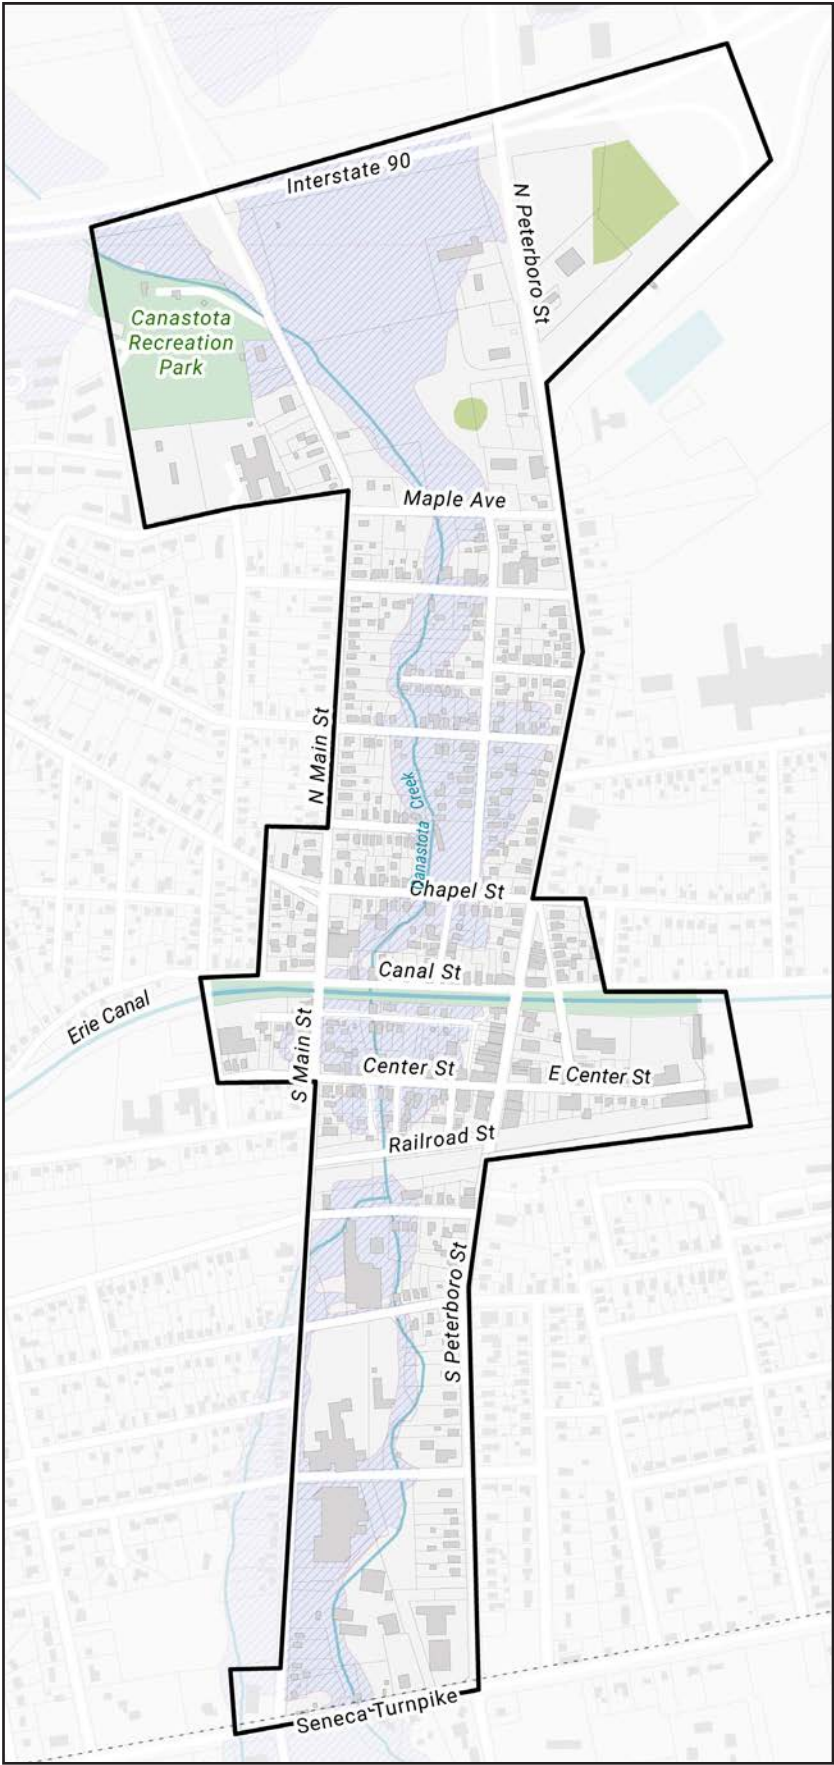 Interstate 90
N Peterboro St
Canastota
Recreation
Park
Maple Ave
N Main St
Canastota Creek
Chapel St
Canal St
Erie Canal
S Main St
Center St
E Center St
Railroad St
S Peterboro St
Seneca Turnpike